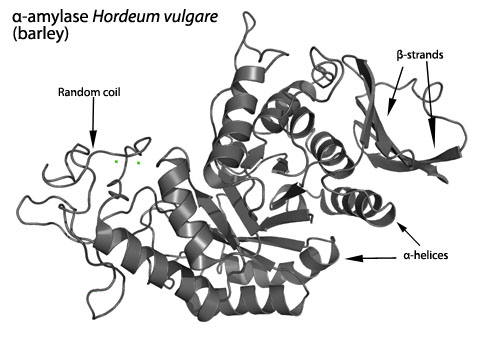 α-amylase Hordeum vulgare
(barley)
β-strands
Random coil
α-helices